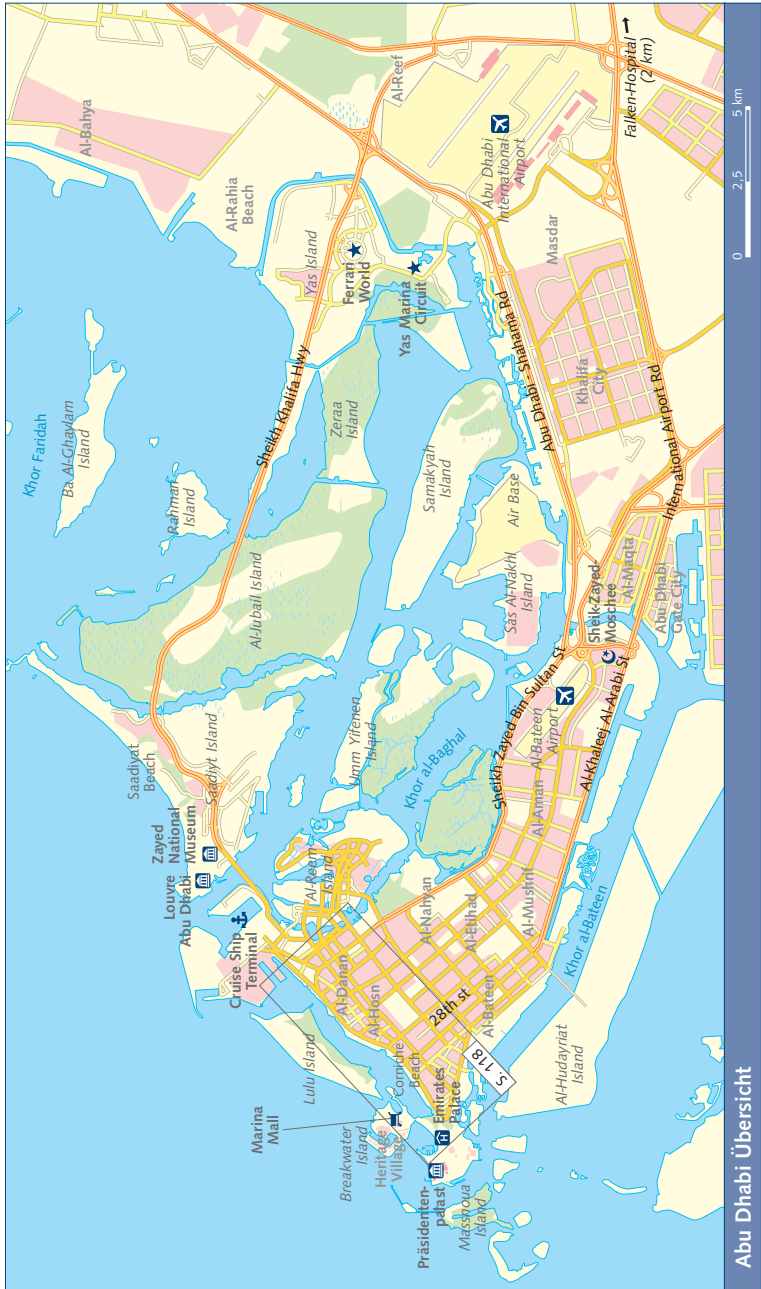 Abu Dhabi Übersicht
0
2,5
5 km
Khor Faridah
Ba Al-Ghaylam
Island
Rahman
Island
Al-Bahya
Al-Rahia
Beach
Yas Island
Ferrari
World
Yas Marina
Circuit
Al-Reef
Abu Dhabi
International
Airport
Falken-Hospital
(2 km)
Masdar
Khalifa
City
Sheikh Khalifa Hwy
Abu Dhabi - Shahama Rd
International Airport Rd
Zeraa
Island
Samakyah
Island
Air Base
Sas Al-Nakhl
Island
Al-Jubail Island
Saadiyat
Beach
Saadiyt Island
Zayed
National
Museum
Louvre
Abu Dhabi
Cruise Ship
Terminal
Umm Yifenen
Island
Khor al-Baghal
Al-Reem
Island
Sheikh Zayed Bin Sultan St
Sheik-Zayed-
Moschee
Al-Maqta
Abu Dhabi
Gate City
Al-Bateen
Airport
Al-Khaleej Al-Arabi St
Al-Aman
Al-Mushrif
Al-Nahyan
Al-Etihad
Al-Danan
Al-Hosn
28th st
Al-Bateen
Khor al-Bateen
Al-Hudayriat
Island
Lulu Island
Corniche
Beach
Marina
Mall
Breakwater
Island
Heritage
Village
Emirates
Palace
Präsidenten-
palast
Massnoua
Island
S. 118